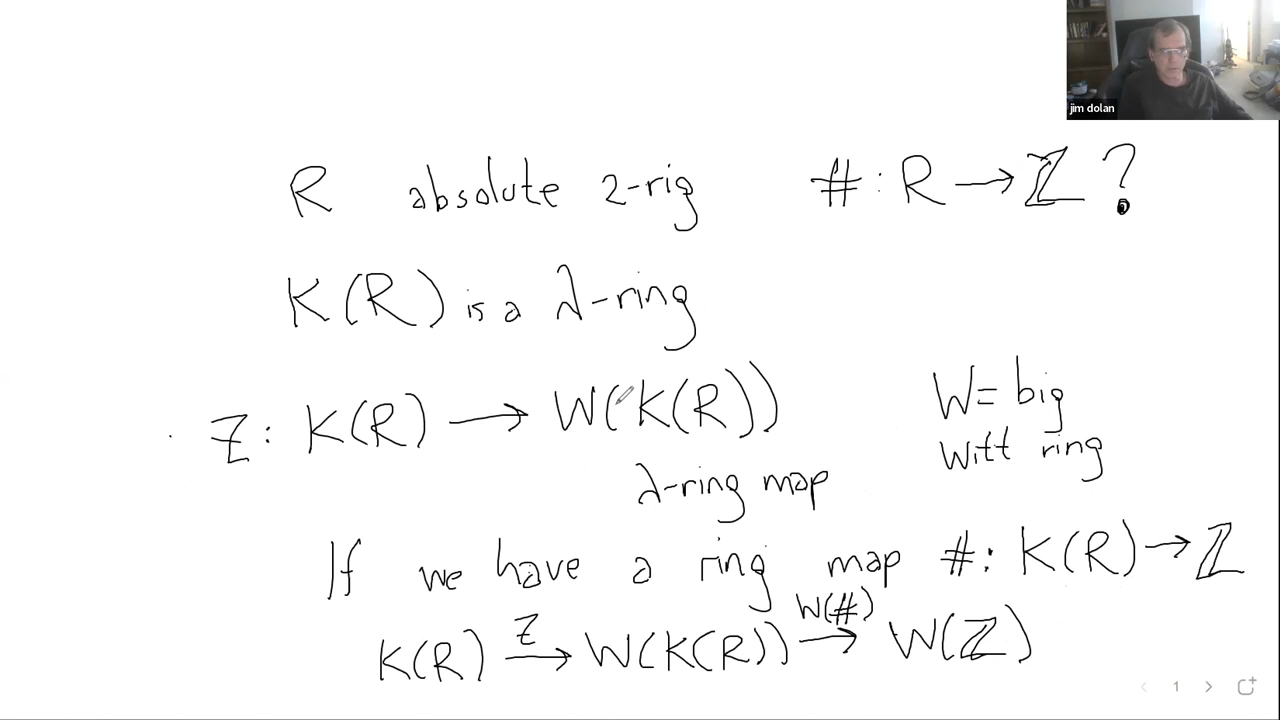 jim dolan
R absolute 2-rig #: R → ℤ ?
K(R) is a λ-ring
Z: K(R) → W(K(R))
W = big
Witt ring
λ-ring map
If we have a ring map #: K(R) → ℤ
K(R) Z→ W(K(R)) W(#)→ W(ℤ)
1